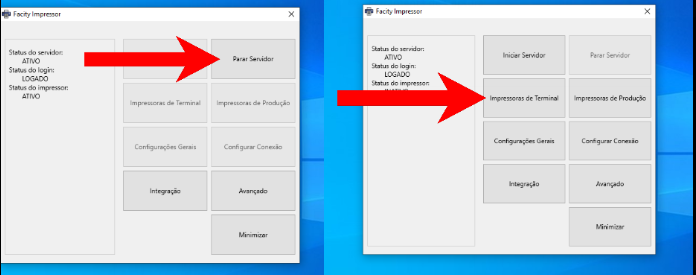 Facity Impressor
Status do servidor:
ATIVO
Status do login:
LOGADO
Status do impressor:
ATIVO
Parar Servidor
Impressoras de Terminal
Impressoras de Produção
Configurações Gerais
Configurar Conexão
Integração
Avançado
Minimizar
Facity Impressor
Status do servidor:
ATIVO
Status do login:
LOGADO
Status do impressor:
Iniciar Servidor
Parar Servidor
Impressoras de Terminal
Impressoras de Produção
Configurações Gerais
Configurar Conexão
Integração
Avançado
Minimizar